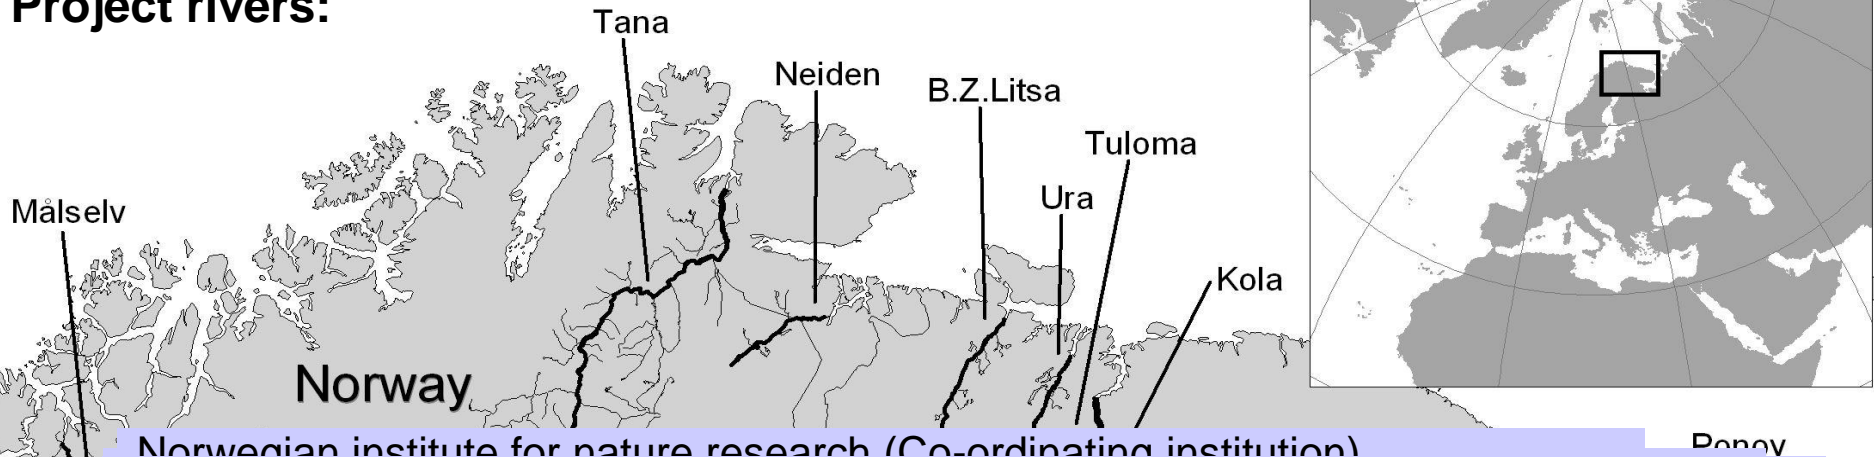 Project rivers:
Tana
Neiden
B.Z.Litsa
Tuloma
Ura
Målselv
Kola
Norway
Norwegian institute for nature research (Co-ordinating institution)
Ponoy